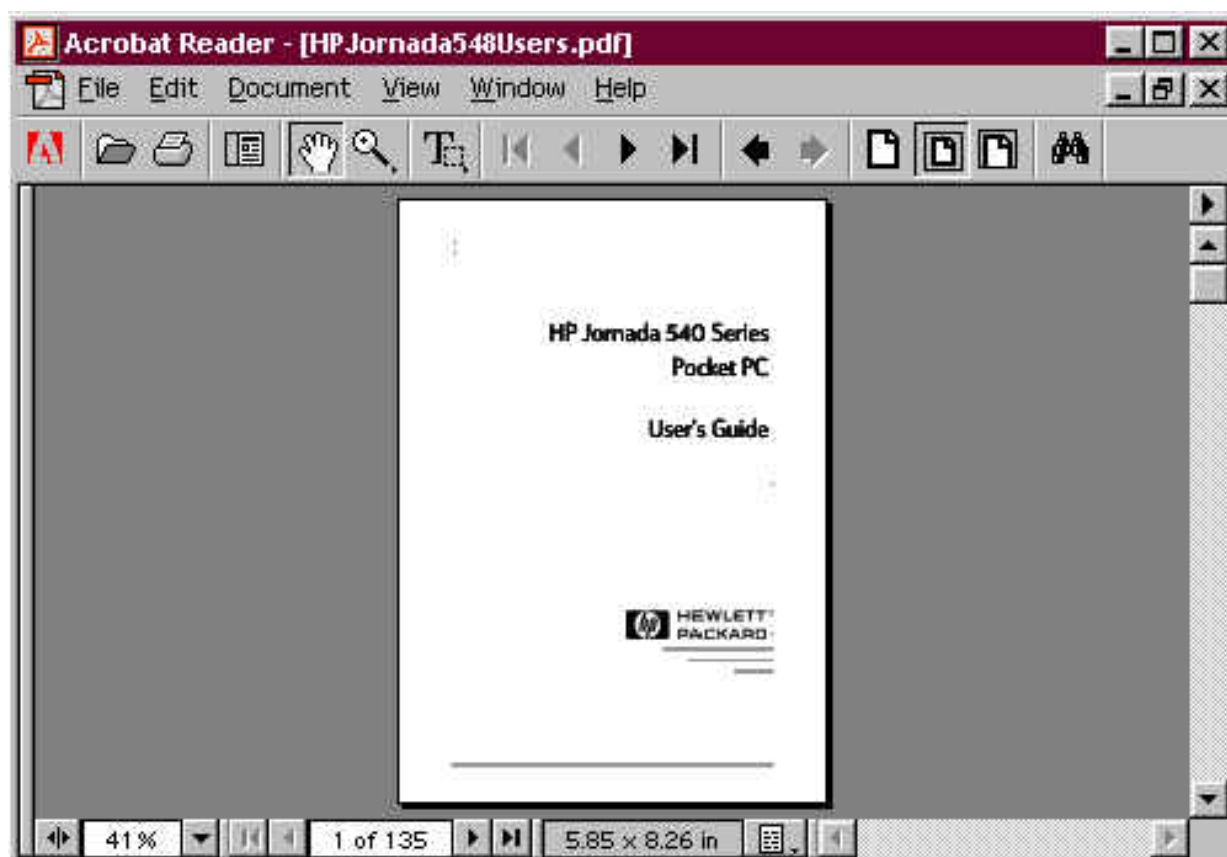 Acrobat Reader - [HPJornada548Users.pdf]
File Edit Document View Window Help
HP Jornada 540 Series
Pocket PC
User's Guide
hp HEWLETT
PACKARD
41% 1 of 135 5.85 x 8.26 in